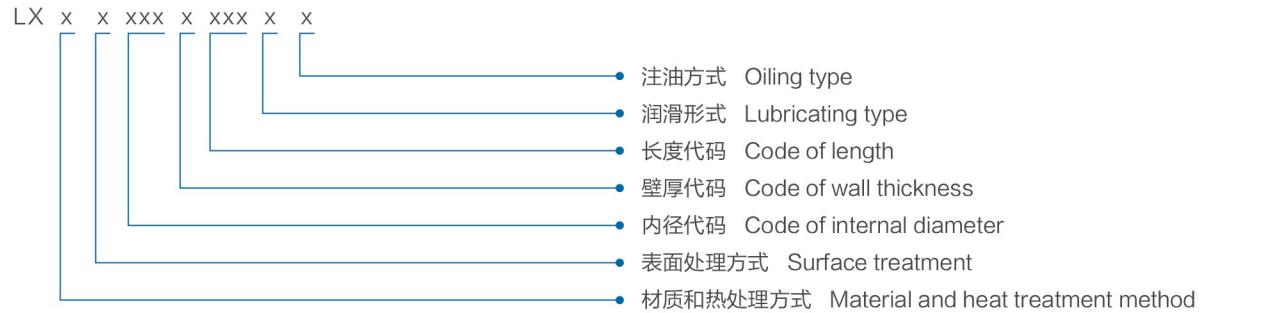 LX x x xxx x xxx x x
注油方式 Oiling type
润滑形式 Lubricating type
长度代码 Code of length
壁厚代码 Code of wall thickness
内径代码 Code of internal diameter
表面处理方式 Surface treatment
材质和热处理方式 Material and heat treatment method